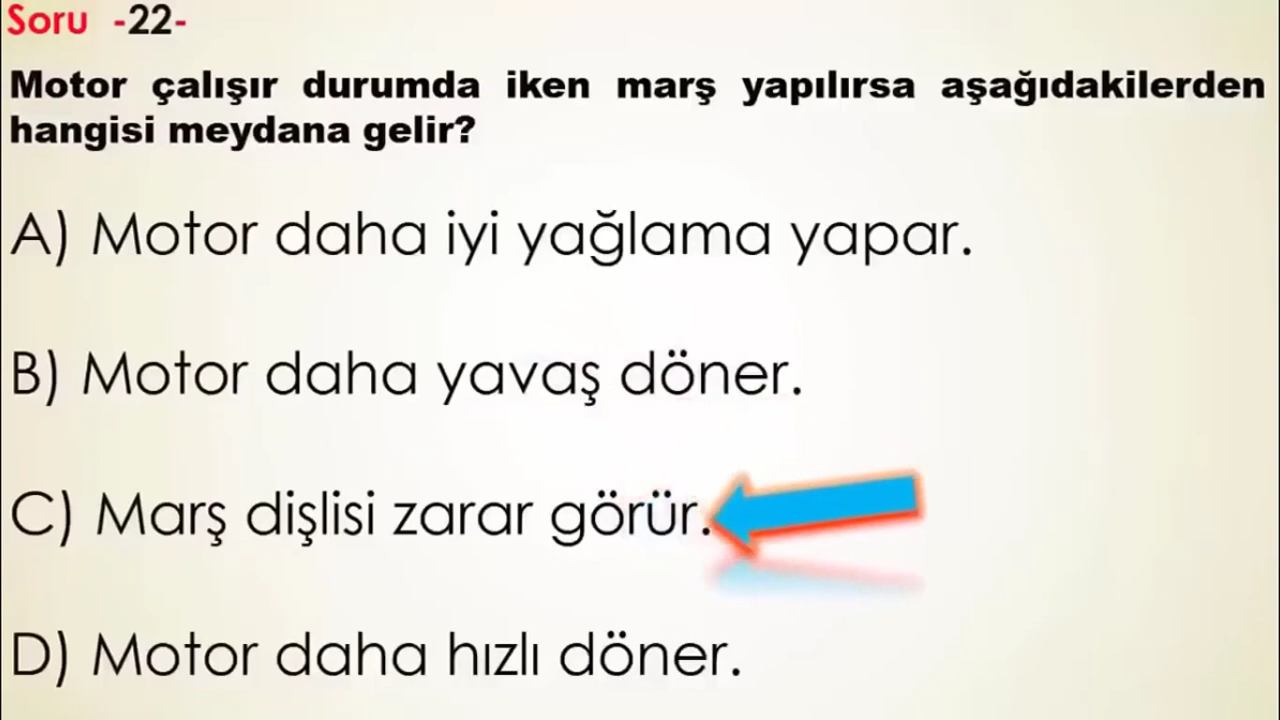 Soru -22-
Motor çalışır durumda iken marş yapılırsa aşağıdakilerden
hangisi meydana gelir?
A) Motor daha iyi yağlama yapar.
B) Motor daha yavaş döner.
C) Marş dişlisi zarar görür.
D) Motor daha hızlı döner.